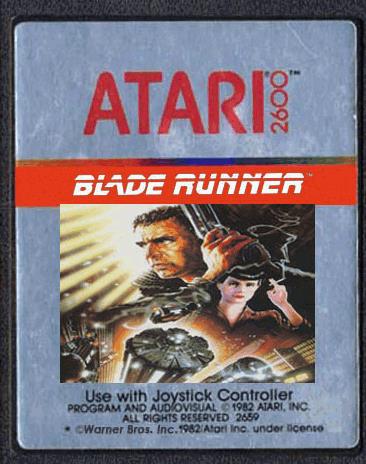 ATARI®
2600™
BLADE RUNNER™
Use with Joystick Controller
PROGRAM AND AUDIOVISUAL © 1982 ATARI, INC.
ALL RIGHTS RESERVED 2659
* ©Warner Bros. Inc.1982/Atari Inc. under license